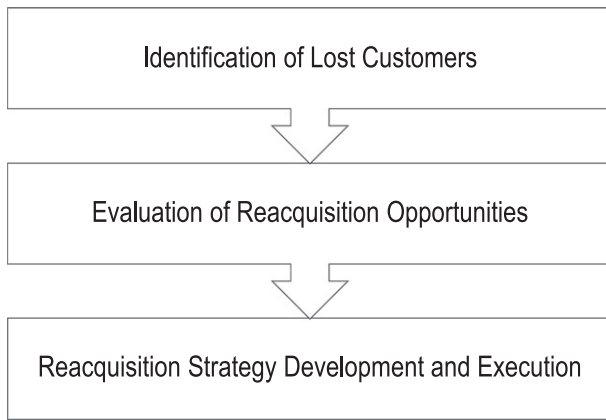 Identification of Lost Customers
Evaluation of Reacquisition Opportunities
Reacquisition Strategy Development and Execution